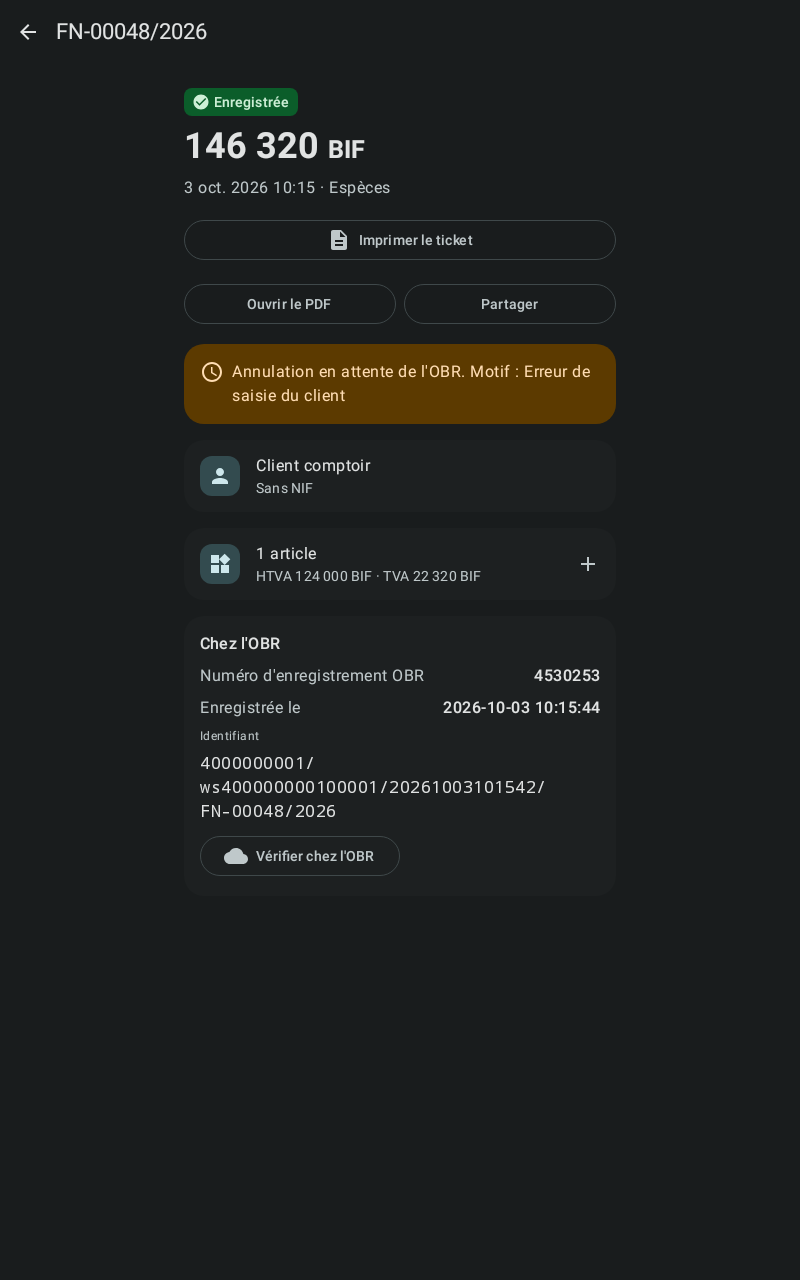 FN-00048/2026
Enregistrée
146 320 BIF
3 oct. 2026 10:15 · Espèces
Imprimer le ticket
Ouvrir le PDF
Partager
Annulation en attente de l'OBR. Motif : Erreur de
saisie du client
Client comptoir
Sans NIF
1 article
HTVA 124 000 BIF · TVA 22 320 BIF
Chez l'OBR
Numéro d'enregistrement OBR 4530253
Enregistrée le 2026-10-03 10:15:44
Identifiant
4000000001/
ws400000000100001/20261003101542/
FN-00048/2026
Vérifier chez l'OBR